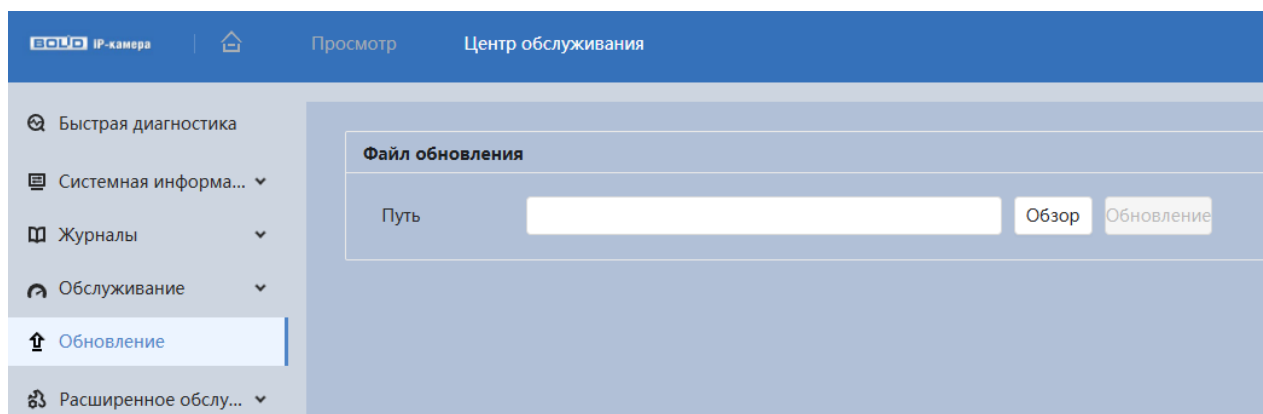 BOLID IP-камера
Просмотр
Центр обслуживания
Быстрая диагностика
Системная информа...
Журналы
Обслуживание
Обновление
Расширенное обслу...
Файл обновления
Путь
Обзор
Обновление